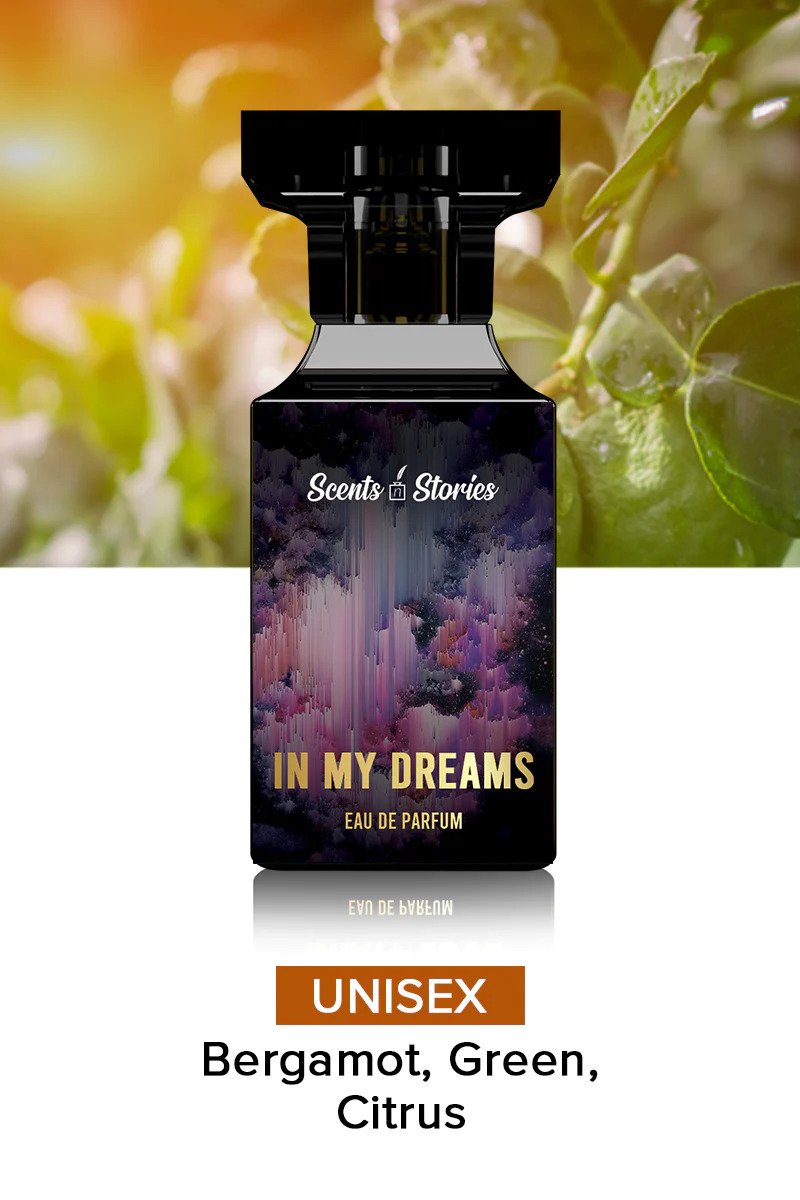 Scents n Stories
IN MY DREAMS
EAU DE PARFUM
EAU DE PARFUM
UNISEX
Bergamot, Green,
Citrus